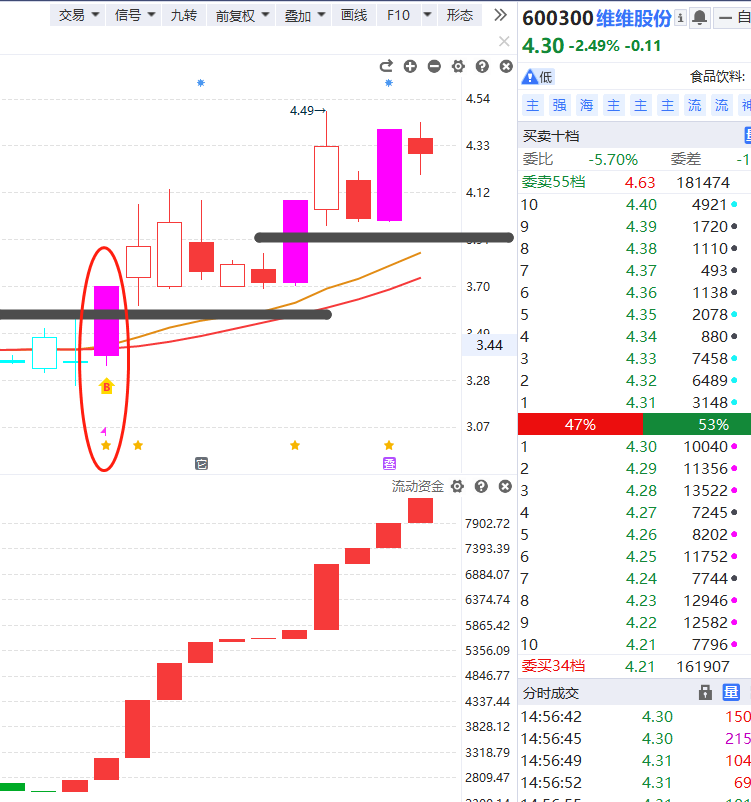 交易 信号 九转 前复权 叠加 画线 F10 形态
600300 维维股份
4.30 -2.49% -0.11
低
食品饮料:
主 强 海 主 主 主 流 流
买卖十档
委比 -5.70% 委差 -1
委卖55档 4.63 181474
10 4.40 4921
9 4.39 1720
8 4.38 1110
7 4.37 493
6 4.36 1138
5 4.35 2078
4 4.34 880
3 4.33 7458
2 4.32 6489
1 4.31 3148
47% 53%
1 4.30 10040
2 4.29 11356
3 4.28 13522
4 4.27 7245
5 4.26 8202
6 4.25 11752
7 4.24 7744
8 4.23 12946
9 4.22 12582
10 4.21 7796
委买34档 4.21 161907
分时成交 量
14:56:42 4.30 150
14:56:45 4.30 215
14:56:49 4.31 104
14:56:52 4.31 69
4.49→
4.54
4.33
4.12
3.70
3.49
3.44
3.28
3.07
B
流动资金
7902.72
7393.39
6884.07
6374.74
5865.42
5356.09
4846.77
4337.44
3828.12
3318.79
2809.47